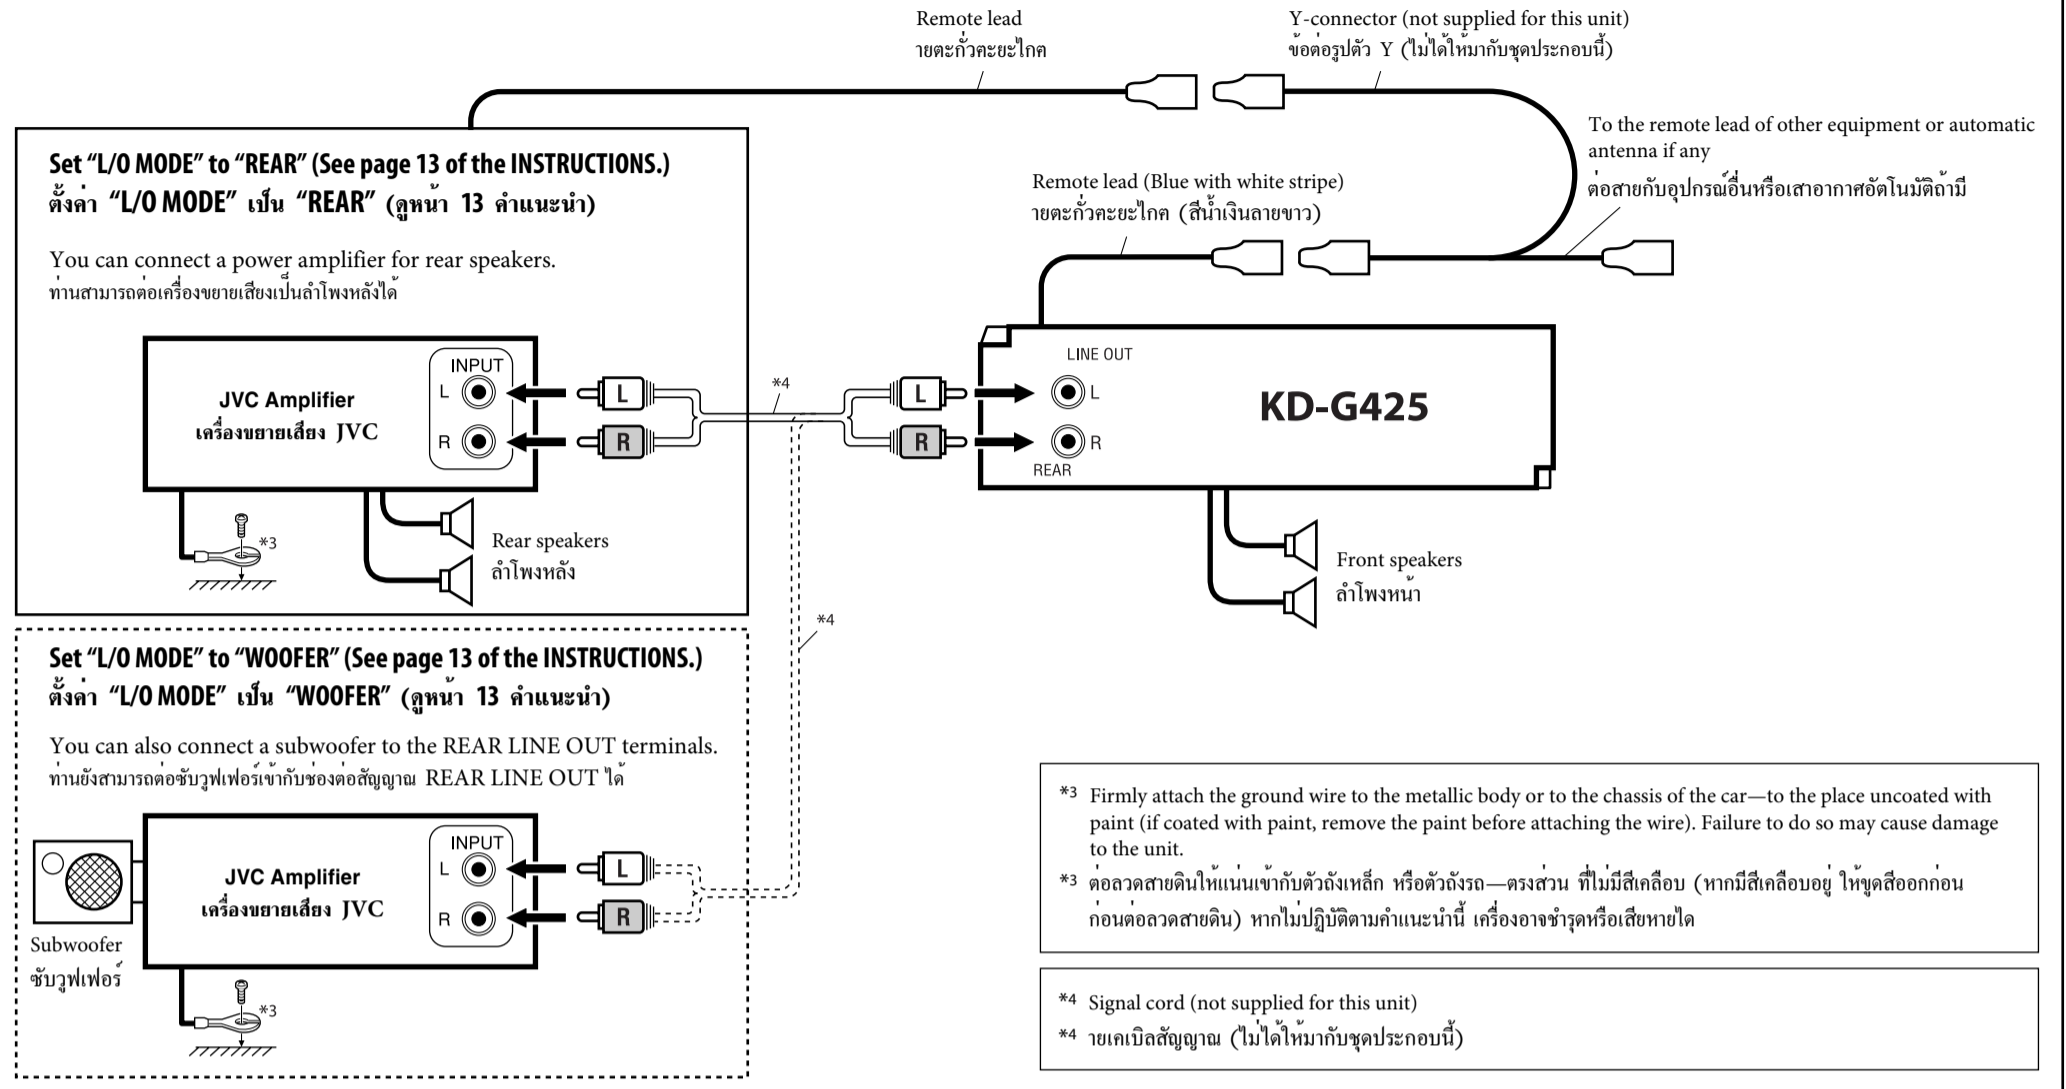 Remote lead
ายตะกั่วฅะยะไกฅ
Y-connector (not supplied for this unit)
ข้อต่อรูปตัว Y (ไม่ได้ให้มากับชุดประกอบนี้)
To the remote lead of other equipment or automatic
antenna if any
ต่อสายกับอุปกรณ์อื่นหรือเสาอากาศอัตโนมัติถ้ามี
Remote lead (Blue with white stripe)
ายตะกั่วฅะยะไกฅ (สีน้ำเงินลายขาว)
Set “L/O MODE” to “REAR” (See page 13 of the INSTRUCTIONS.)
ตั้งค่า “L/O MODE” เป็น “REAR” (ดูหน้า 13 คำแนะนำ)
You can connect a power amplifier for rear speakers.
ท่านสามารถต่อเครื่องขยายเสียงเป็นลำโพงหลังได้
JVC Amplifier
เครื่องขยายเสียง JVC
INPUT
L
R
L
R
*4
L
R
LINE OUT
L
R
REAR
KD-G425
*3
Rear speakers
ลำโพงหลัง
Front speakers
ลำโพงหน้า
*4
Set “L/O MODE” to “WOOFER” (See page 13 of the INSTRUCTIONS.)
ตั้งค่า “L/O MODE” เป็น “WOOFER” (ดูหน้า 13 คำแนะนำ)
You can also connect a subwoofer to the REAR LINE OUT terminals.
ท่านยังสามารถต่อซับวูฟเฟอร์เข้ากับช่องต่อสัญญาณ REAR LINE OUT ได้
JVC Amplifier
เครื่องขยายเสียง JVC
INPUT
L
R
L
R
Subwoofer
ซับวูฟเฟอร์
*3
*3 Firmly attach the ground wire to the metallic body or to the chassis of the car—to the place uncoated with
paint (if coated with paint, remove the paint before attaching the wire). Failure to do so may cause damage
to the unit.
*3 ต่อลวดสายดินให้แน่นเข้ากับตัวถังเหล็ก หรือตัวถังรถ—ตรงส่วน ที่ไม่มีสีเคลือบ (หากมีสีเคลือบอยู่ ให้ขูดสีออกก่อน
ก่อนต่อลวดสายดิน) หากไม่ปฏิบัติตามคำแนะนำนี้ เครื่องอาจชำรุดหรือเสียหายได
*4 Signal cord (not supplied for this unit)
*4 ายเคเบิลสัญญาณ (ไม่ได้ให้มากับชุดประกอบนี้)